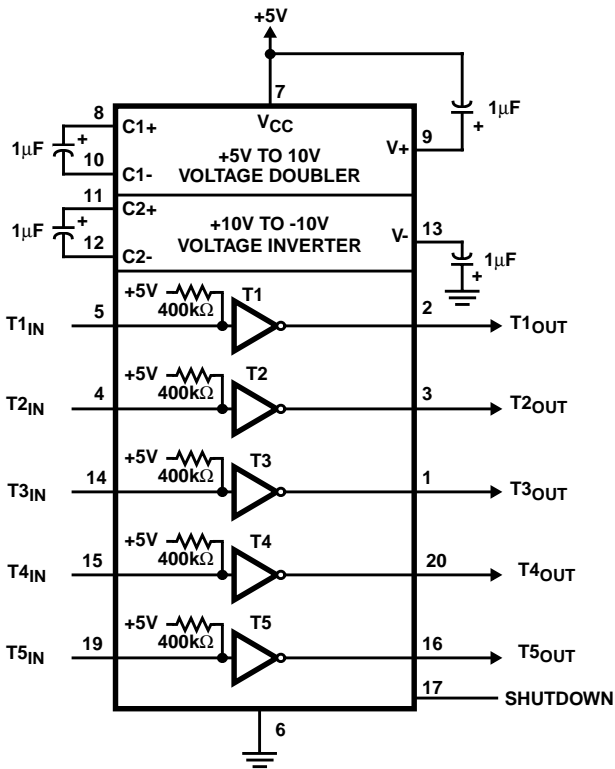 +5V
7
8
C1+
VCC
1µF
+
1µF
+
9
V+
+5V TO 10V
VOLTAGE DOUBLER
10
C1-
11
C2+
1µF
+
+10V TO -10V
VOLTAGE INVERTER
V-
13
12
C2-
1µF
+
+5V
400kΩ
T1
T1IN
5
2
T1OUT
+5V
400kΩ
T2
T2IN
4
3
T2OUT
+5V
400kΩ
T3
T3IN
14
1
T3OUT
+5V
400kΩ
T4
T4IN
15
20
T4OUT
+5V
400kΩ
T5
T5IN
19
16
T5OUT
17
SHUTDOWN
6